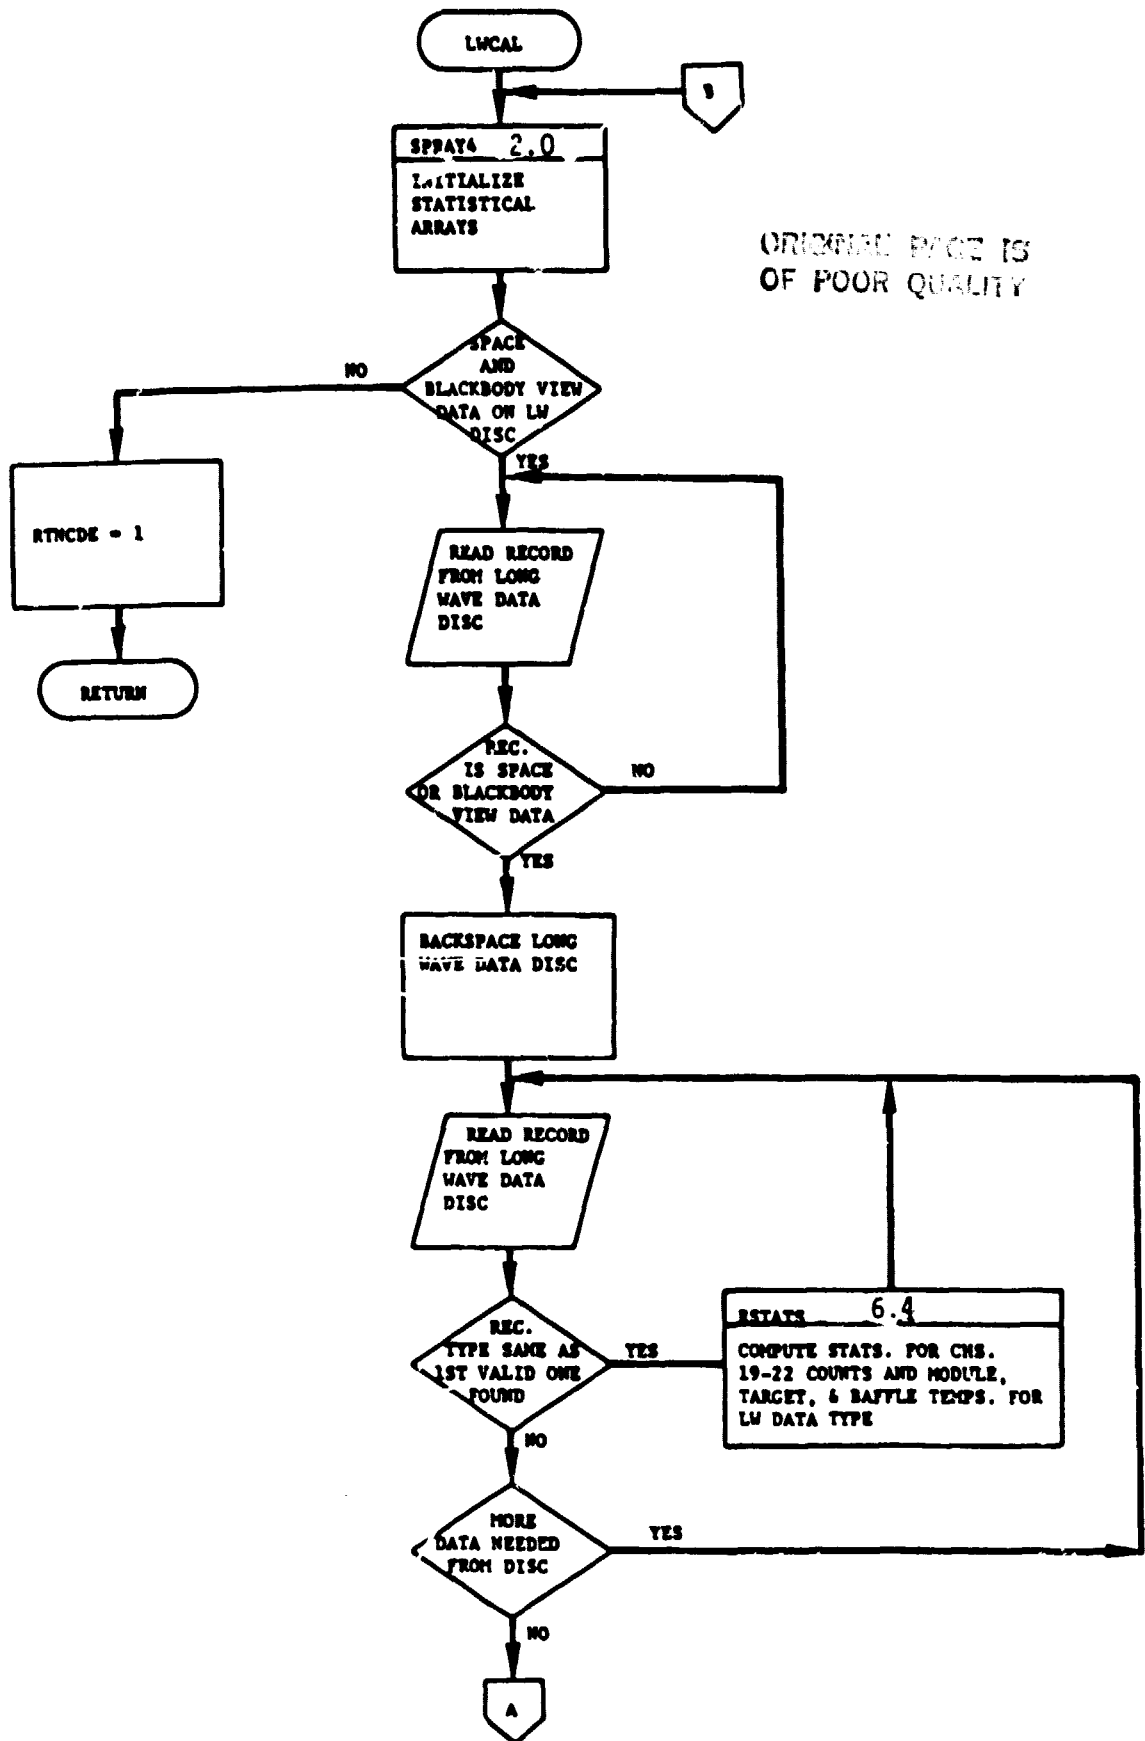 LWCAL
B
SPRAY4 2.0
INITIALIZE
STATISTICAL
ARRAYS
ORIGINAL PAGE IS
OF POOR QUALITY
SPACE
AND
BLACKBODY VIEW
DATA ON LW
DISC
NO
YES
RTNCDE = 1
RETURN
READ RECORD
FROM LONG
WAVE DATA
DISC
REC.
IS SPACE
OR BLACKBODY
VIEW DATA
NO
YES
BACKSPACE LONG
WAVE DATA DISC
READ RECORD
FROM LONG
WAVE DATA
DISC
REC.
TYPE SAME AS
1ST VALID ONE
FOUND
YES
NO
RSTATS 6.4
COMPUTE STATS. FOR CHS.
19-22 COUNTS AND MODULE,
TARGET, & BAFFLE TEMPS. FOR
LW DATA TYPE
MORE
DATA NEEDED
FROM DISC
YES
NO
A